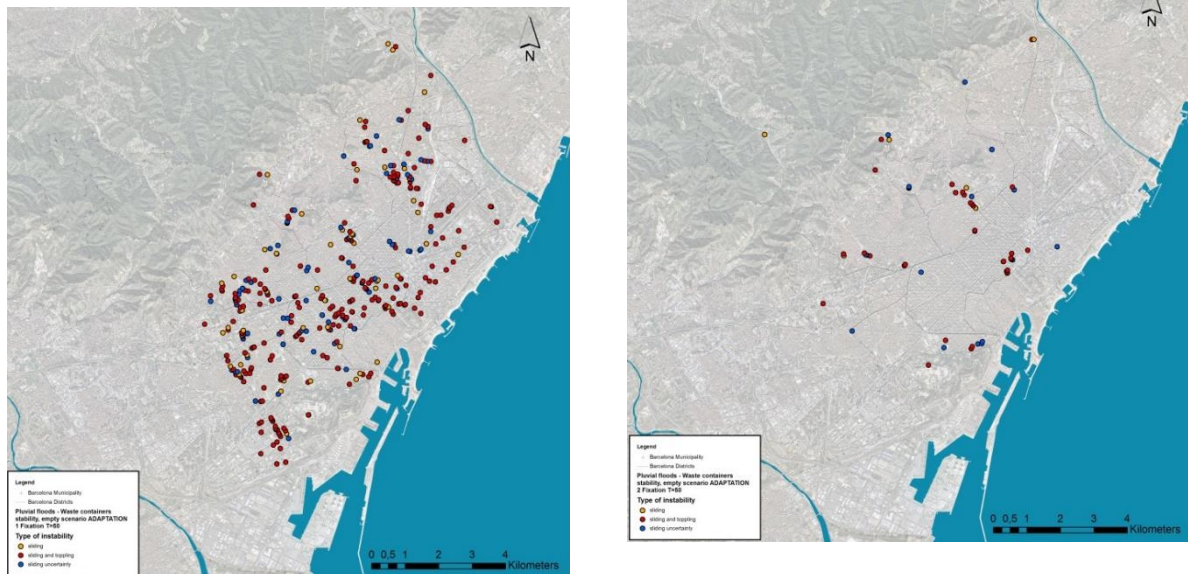 N
Legend
Barcelona Municipality
Barcelona Districts
Pluvial floods - Waste containers
stability, empty scenario ADAPTATION
1 Fixation T=50
Type of instability
sliding
sliding and toppling
sliding uncertainty
0 0,5 1 2 3 4
Kilometers
N
Legend
Barcelona Municipality
Barcelona Districts
Pluvial floods - Waste containers
stability, empty scenario ADAPTATION
2 Fixation T=50
Type of instability
sliding
sliding and toppling
sliding uncertainty
0 0,5 1 2 3 4
Kilometers